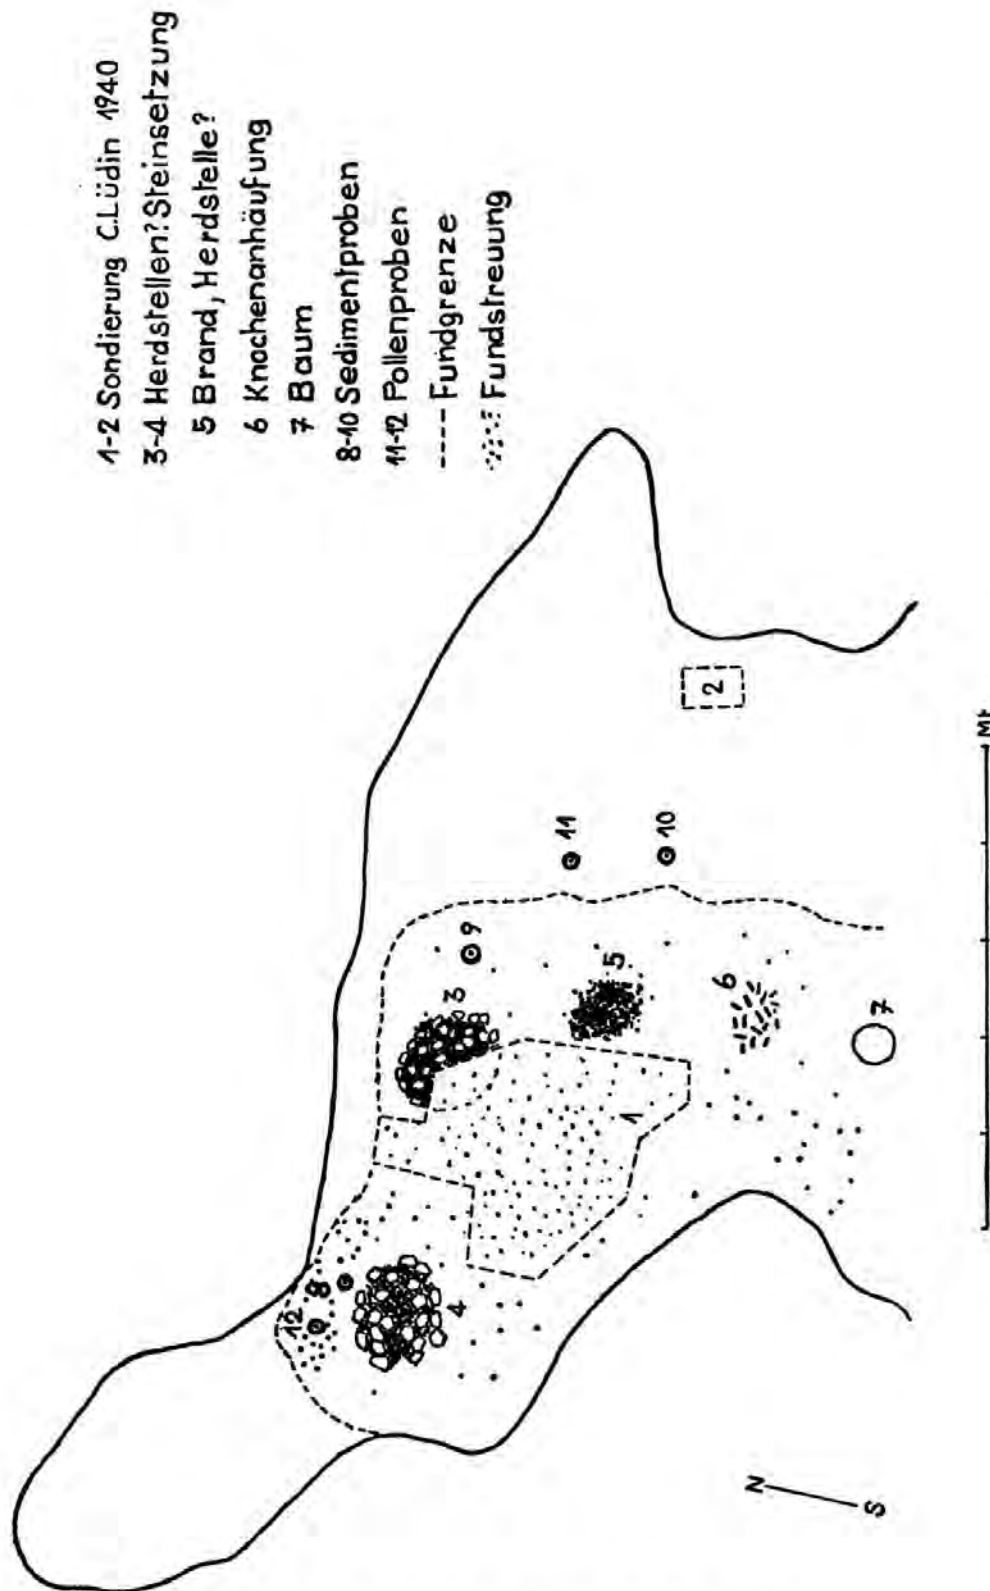 1-2 Sondierung C.Lüdin 1940
3-4 Herdstellen? Steinsetzung
5 Brand, Herdstelle?
6 Knochenanhäufung
7 Baum
8-10 Sedimentproben
11-12 Pollenproben
Fundgrenze
Fundstreuung
12
8
4
3
9
1
5
11
10
2
6
7
N
S